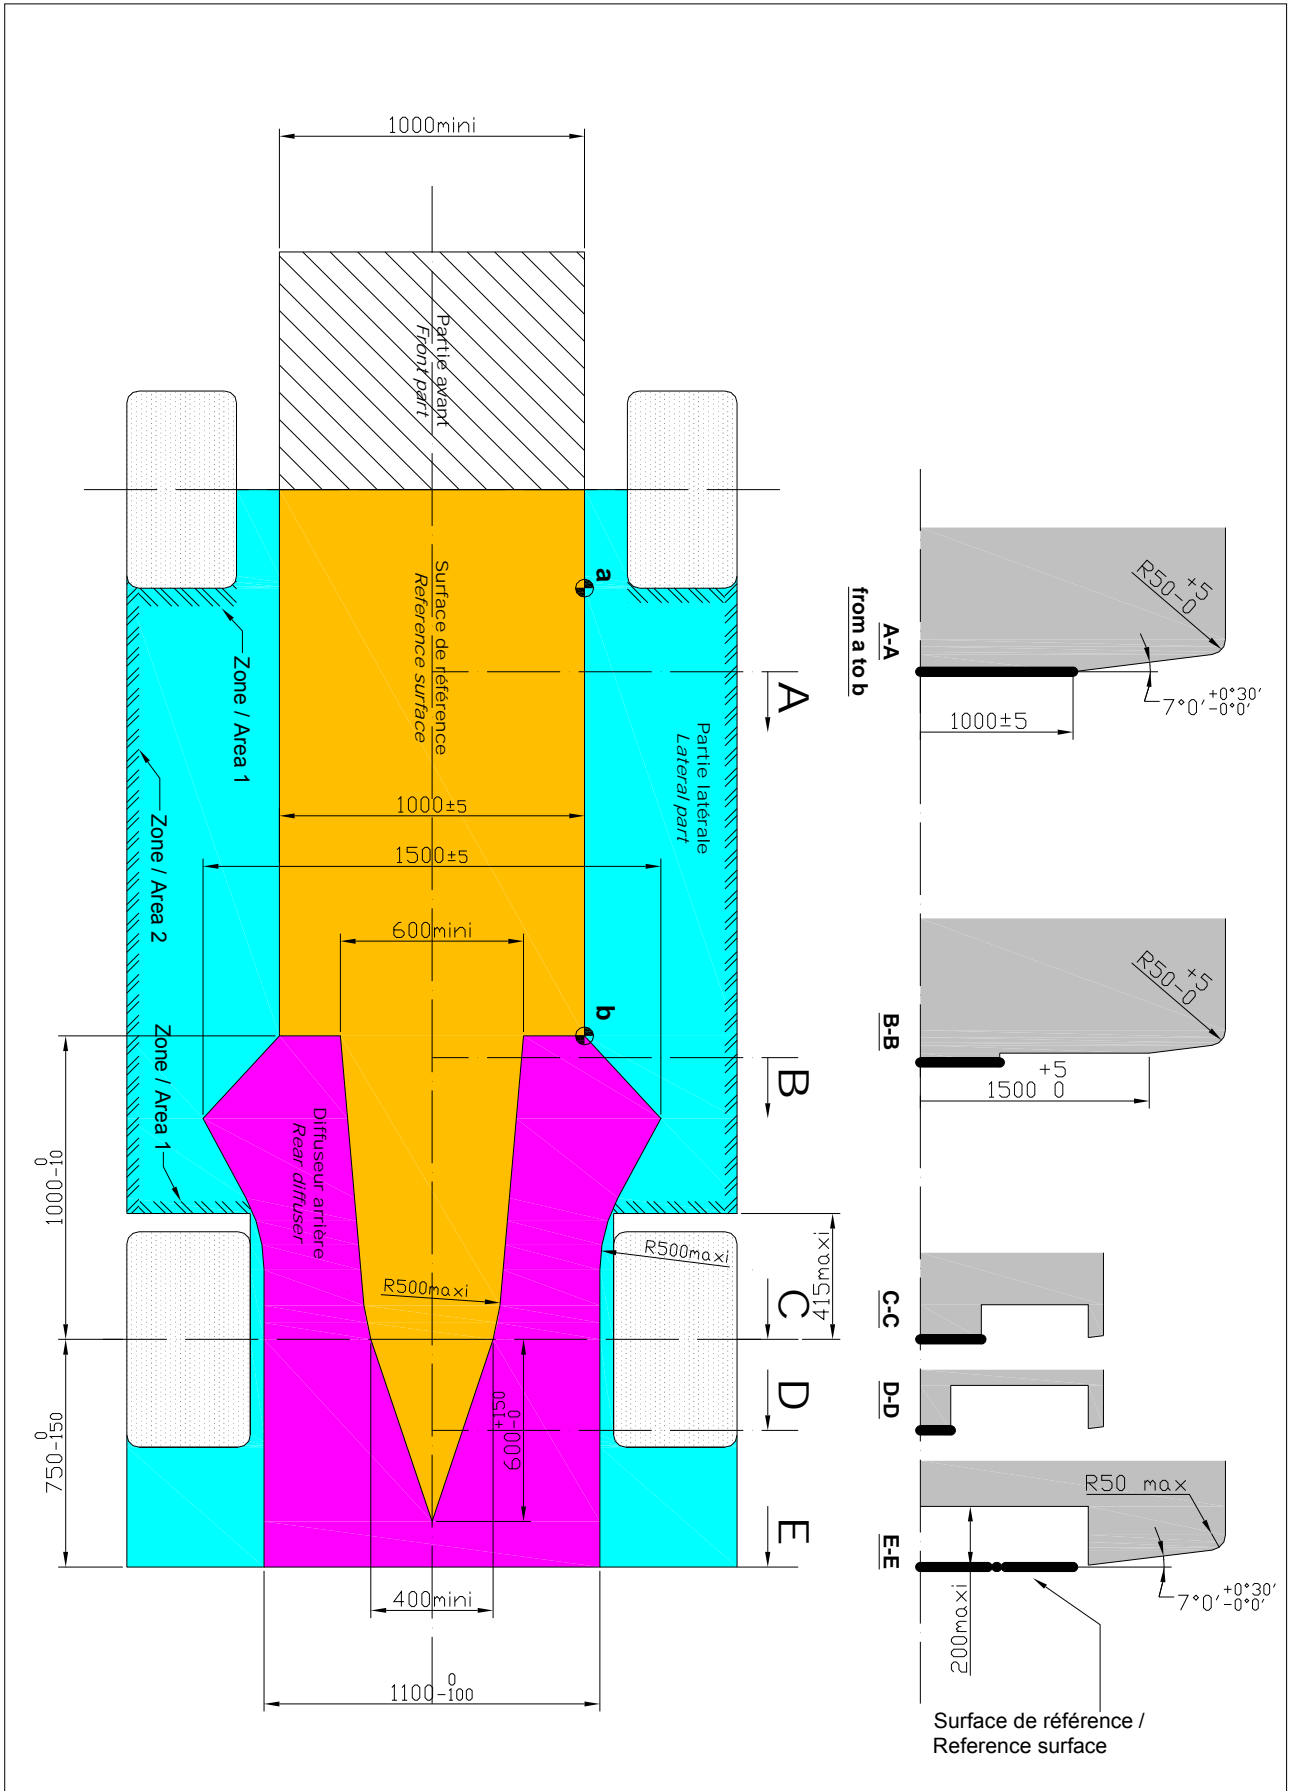 1000mini
Partie avant
Front part
a
Surface de référence
Reference surface
A
Zone / Area 1
Partie latérale
Lateral part
1000±5
1500±5
Zone / Area 2
600mini
b
B
Zone / Area 1
1000 0 -10
Diffuseur arrière
Rear diffuser
R500maxi
R500maxi
415maxi
C
D
600 +150 -0
750 0 -150
E
400mini
1100 0 -100
R50 +5 -0
7°0' +0°30' -0°0'
1000±5
A-A
from a to b
R50 +5 -0
1500 +5 0
B-B
C-C
D-D
R50 max
7°0' +0°30' -0°0'
200maxi
E-E
Surface de référence /
Reference surface